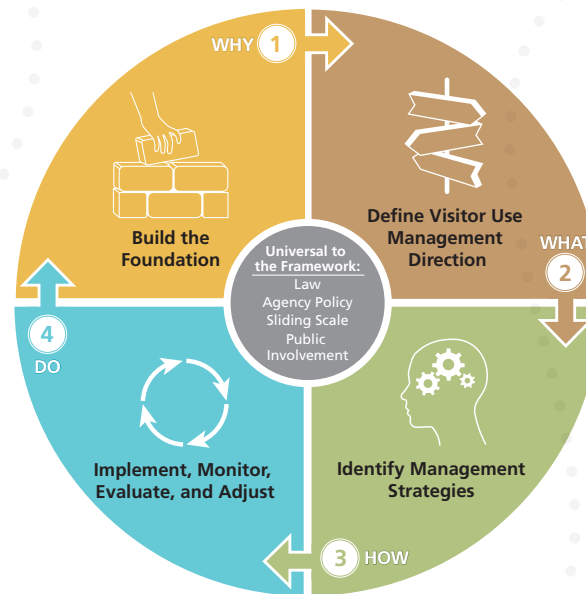 WHY 1
Build the
Foundation
Define Visitor Use
Management
Direction
WHAT
2
Universal to
the Framework:
Law
Agency Policy
Sliding Scale
Public
Involvement
Identify Management
Strategies
3 HOW
Implement, Monitor,
Evaluate, and Adjust
4
DO